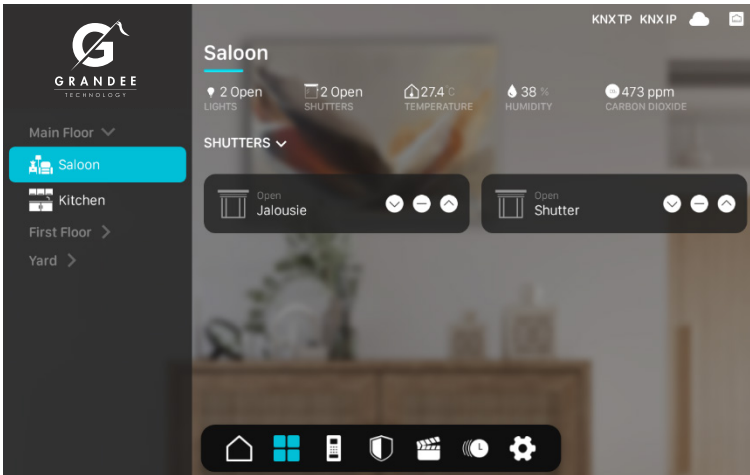 KNX TP KNX IP
GRANDEE
TECHNOLOGY
Main Floor
Saloon
Kitchen
First Floor
Yard
Saloon
2 Open
LIGHTS
2 Open
SHUTTERS
27.4 C
TEMPERATURE
38 %
HUMIDITY
473 ppm
CARBON DIOXIDE
SHUTTERS
Open
Jalousie
Open
Shutter